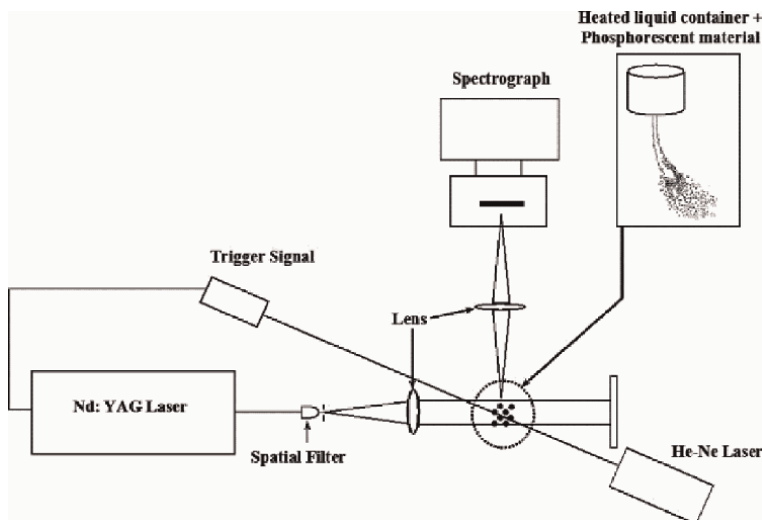 Heated liquid container +
Phosphorescent material
Spectrograph
Trigger Signal
Lens
Nd: YAG Laser
Spatial Filter
He-Ne Laser